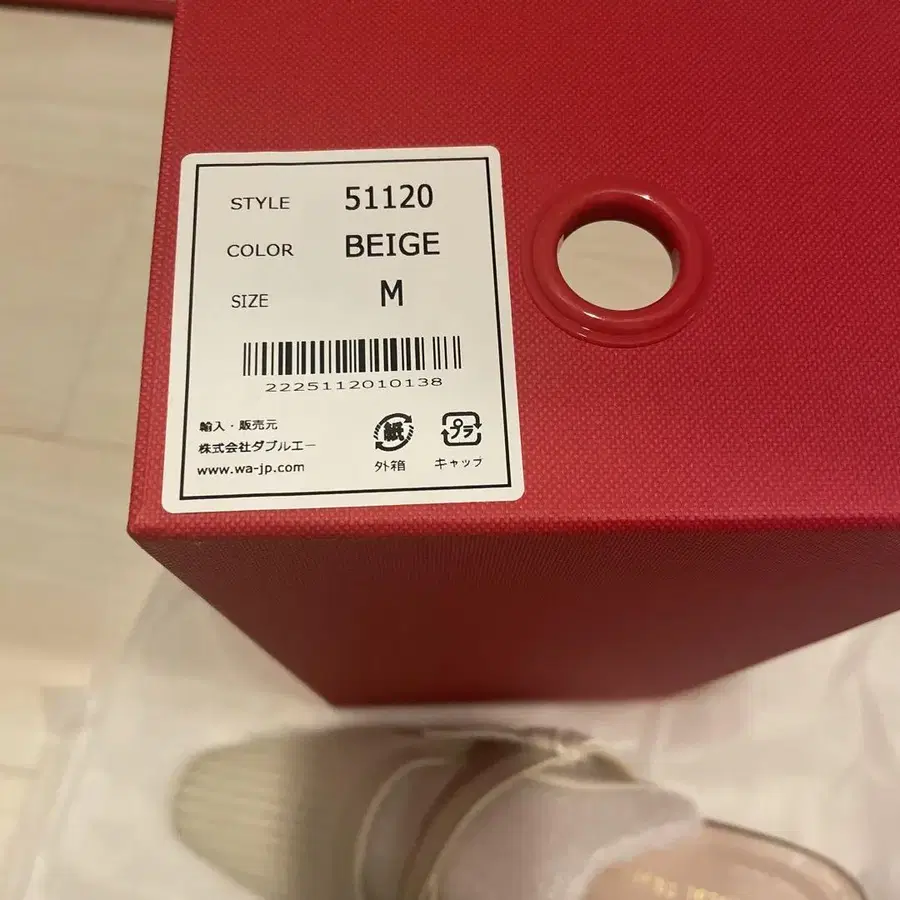 STYLE 51120
COLOR BEIGE
SIZE M
2225112010138
輸入・販売元
株式会社ダブルエー
www.wa-jp.com
紙 プラ
外箱 キャップ